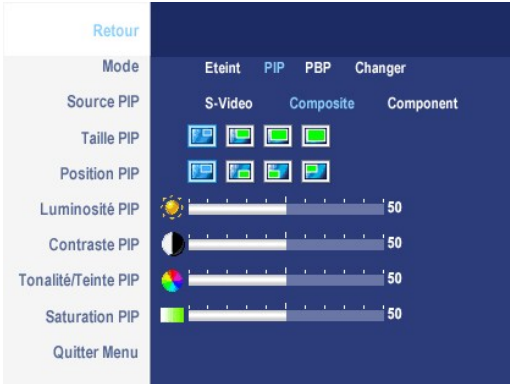 Retour
Mode Eteint PIP PBP Changer
Source PIP S-Video Composite Component
Taille PIP
Position PIP
Luminosité PIP 50
Contraste PIP 50
Tonalité/Teinte PIP 50
Saturation PIP 50
Quitter Menu